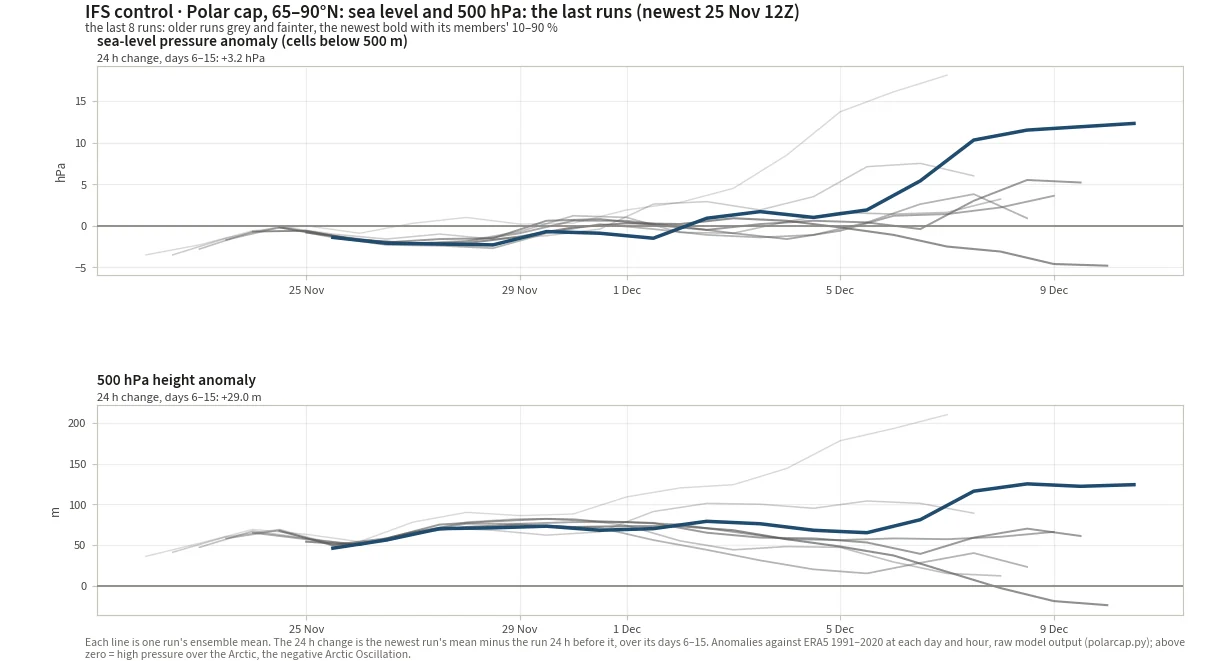 IFS control · Polar cap, 65–90°N: sea level and 500 hPa: the last runs (newest 25 Nov 12Z)
the last 8 runs: older runs grey and fainter, the newest bold with its members' 10–90 %
sea-level pressure anomaly (cells below 500 m)
24 h change, days 6–15: +3.2 hPa
15
10
5
0
−5
hPa
25 Nov
29 Nov
1 Dec
5 Dec
9 Dec
500 hPa height anomaly
24 h change, days 6–15: +29.0 m
200
150
100
50
0
m
25 Nov
29 Nov
1 Dec
5 Dec
9 Dec
Each line is one run's ensemble mean. The 24 h change is the newest run's mean minus the run 24 h before it, over its days 6–15. Anomalies against ERA5 1991–2020 at each day and hour, raw model output (polarcap.py); above
zero = high pressure over the Arctic, the negative Arctic Oscillation.